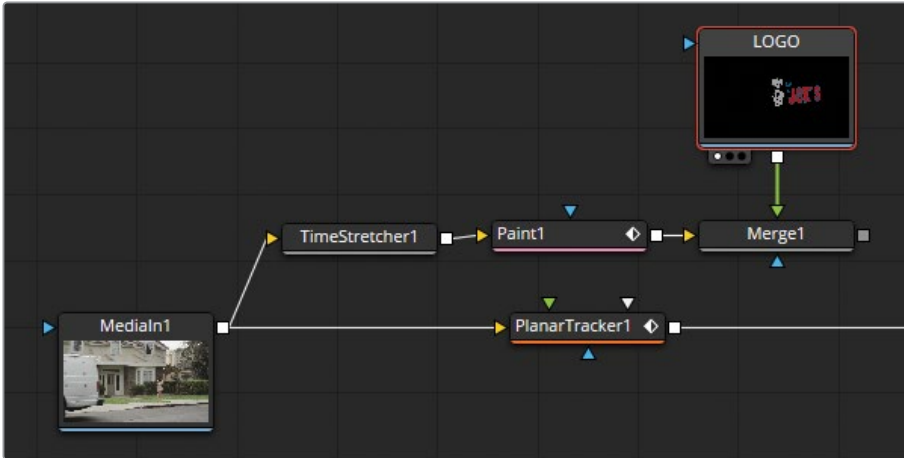 LOGO
TimeStretcher1
Paint1
Merge1
MediaIn1
PlanarTracker1